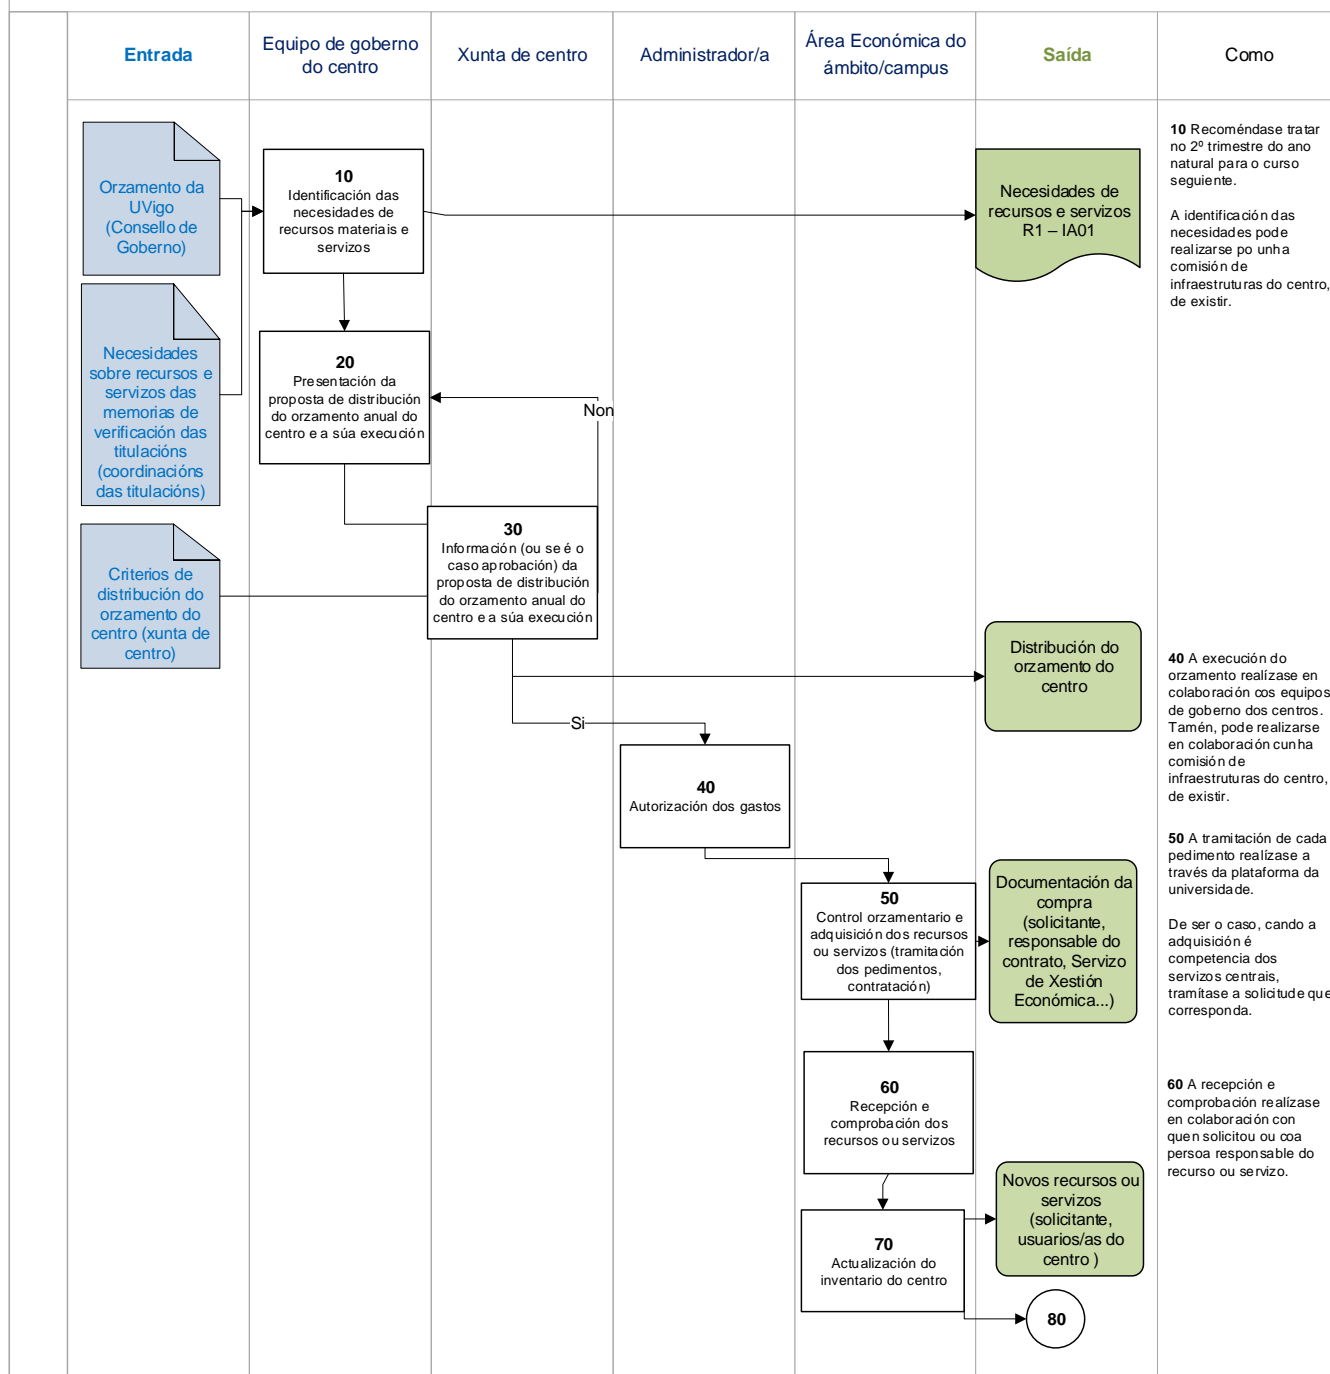 Entrada
Equipo de goberno
do centro
Xunta de centro
Administrador/a
Área Económica do
ámbito/campus
Saída
Como
Orzamento da
UVigo
(Consello de
Goberno)
10
Identificación das
necesidades de
recursos materiais e
servizos
Necesidades de
recursos e servizos
R1 – IA01
10 Recoméndase tratar
no 2º trimestre do ano
natural para o curso
seguiente.
A identificación das
necesidades pode
realizarse po unha
comisión de
infraestruturas do centro,
de existir.
Necesidades
sobre recursos e
servizos das
memorias de
verificación das
titulacións
(coordinacións
das titulacións)
20
Presentación da
proposta de distribución
do orzamento anual do
centro e a súa execución
Non
30
Información (ou se é o
caso aprobación) da
proposta de distribución
do orzamento anual do
centro e a súa execución
Criterios de
distribución do
orzamento do
centro (xunta de
centro)
Distribución do
orzamento do
centro
Si
40
Autorización dos gastos
40 A execución do
orzamento realízase en
colaboración cos equipos
de goberno dos centros.
Tamén, pode realizarse
en colaboración cunha
comisión de
infraestruturas do centro,
de existir.
50
Control orzamentario e
adquisición dos recursos
ou servizos (tramitación
dos pedimentos,
contratación)
Documentación da
compra
(solicitante,
responsable do
contrato, Servizo
de Xestión
Económica...)
50 A tramitación de cada
pedimento realízase a
través da plataforma da
universidade.
De ser o caso, cando a
adquisición é
competencia dos
servizos centrais,
tramítase a solicitude que
corresponda.
60
Recepción e
comprobación dos
recursos ou servizos
60 A recepción e
comprobación realízase
en colaboración con
quen solicitou ou coa
persoa responsable do
recurso ou servizo.
70
Actualización do
inventario do centro
Novos recursos ou
servizos
(solicitante,
usuarios/as do
centro )
80